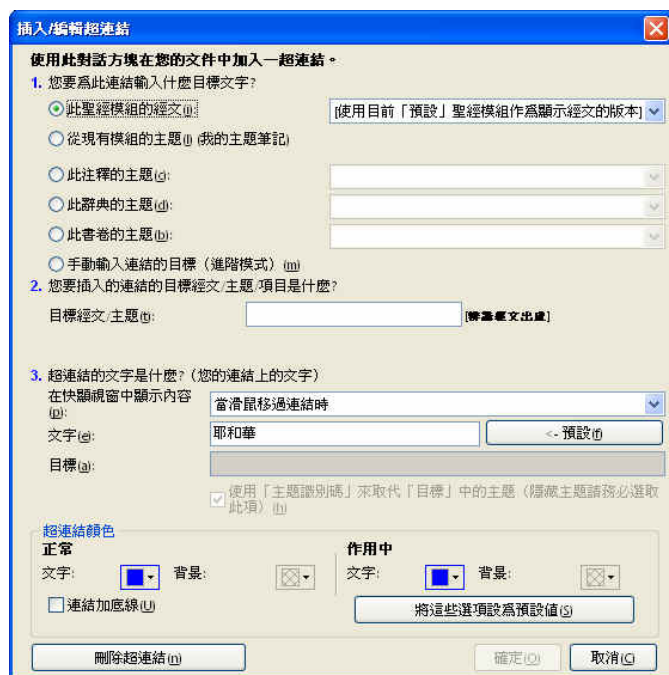 插入/編輯超連結
使用此對話方塊在您的文件中加入一超連結。
1. 您要為此連結輸入什麼目標文字?
此聖經模組的經文(i): [使用目前「預設」聖經模組作為顯示經文的版本]
從現有模組的主題(l) (我的主題筆記)
此注釋的主題(c):
此辭典的主題(d):
此書卷的主題(b):
手動輸入連結的目標（進階模式）(m)
2. 您要插入的連結的目標經文/主題/項目是什麼?
目標經文/主題(t): [辨識經文出處]
3. 超連結的文字是什麼?（您的連結上的文字）
在快顯視窗中顯示內容 當滑鼠移過連結時
(p):
文字(e): 耶和華 <- 預設(f)
目標(a):
使用「主題識別碼」來取代「目標」中的主題（隱藏主題請務必選取
此項）(h)
超連結顏色
正常 作用中
文字: 背景: 文字: 背景:
連結加底線(U) 將這些選項設為預設值(S)
刪除超連結(n) 確定(O) 取消(C)